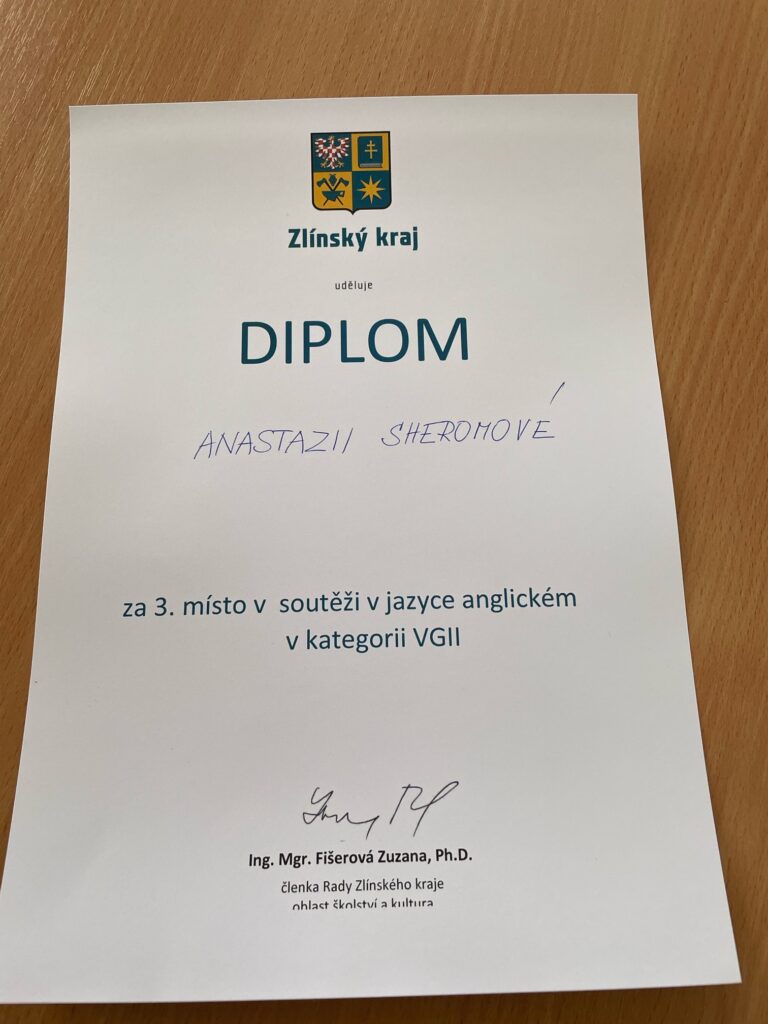 Zlínský kraj
uděluje
DIPLOM
ANASTAZII SHEROMOVÉ
za 3. místo v soutěži v jazyce anglickém
v kategorii VGII
Ing. Mgr. Fišerová Zuzana, Ph.D.
členka Rady Zlínského kraje
oblast školství a kultura